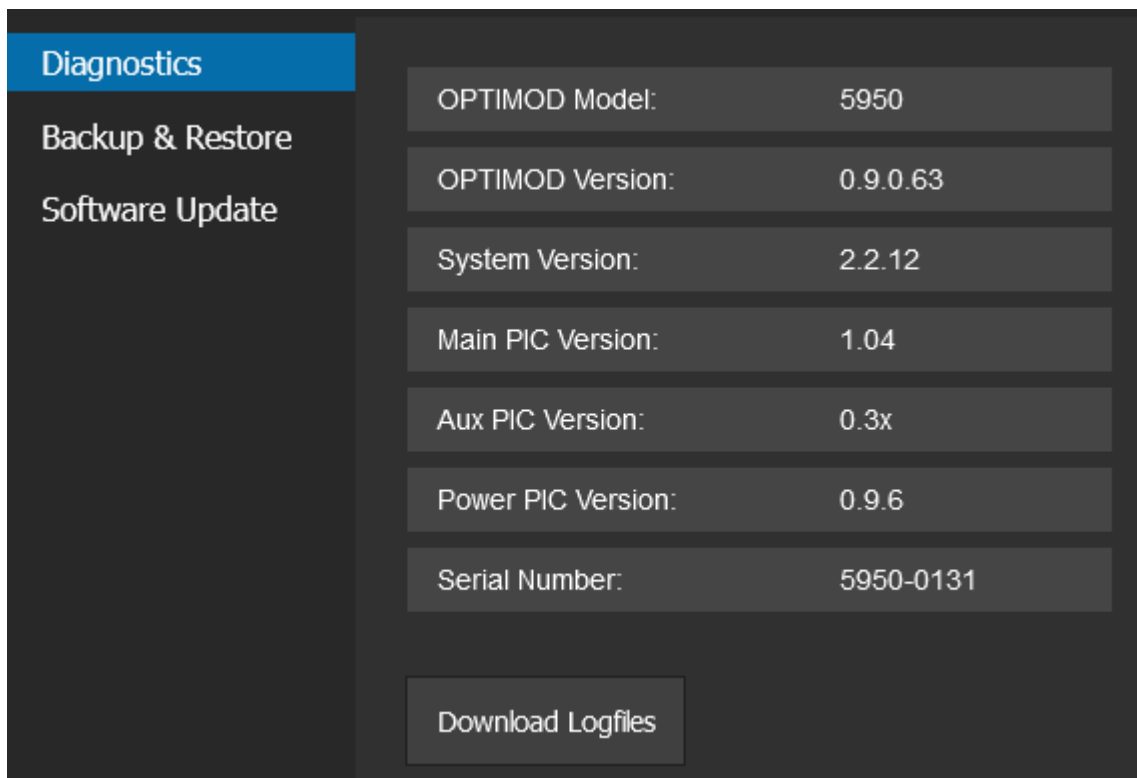 Diagnostics
Backup & Restore
Software Update
OPTIMOD Model: 5950
OPTIMOD Version: 0.9.0.63
System Version: 2.2.12
Main PIC Version: 1.04
Aux PIC Version: 0.3x
Power PIC Version: 0.9.6
Serial Number: 5950-0131
Download Logfiles